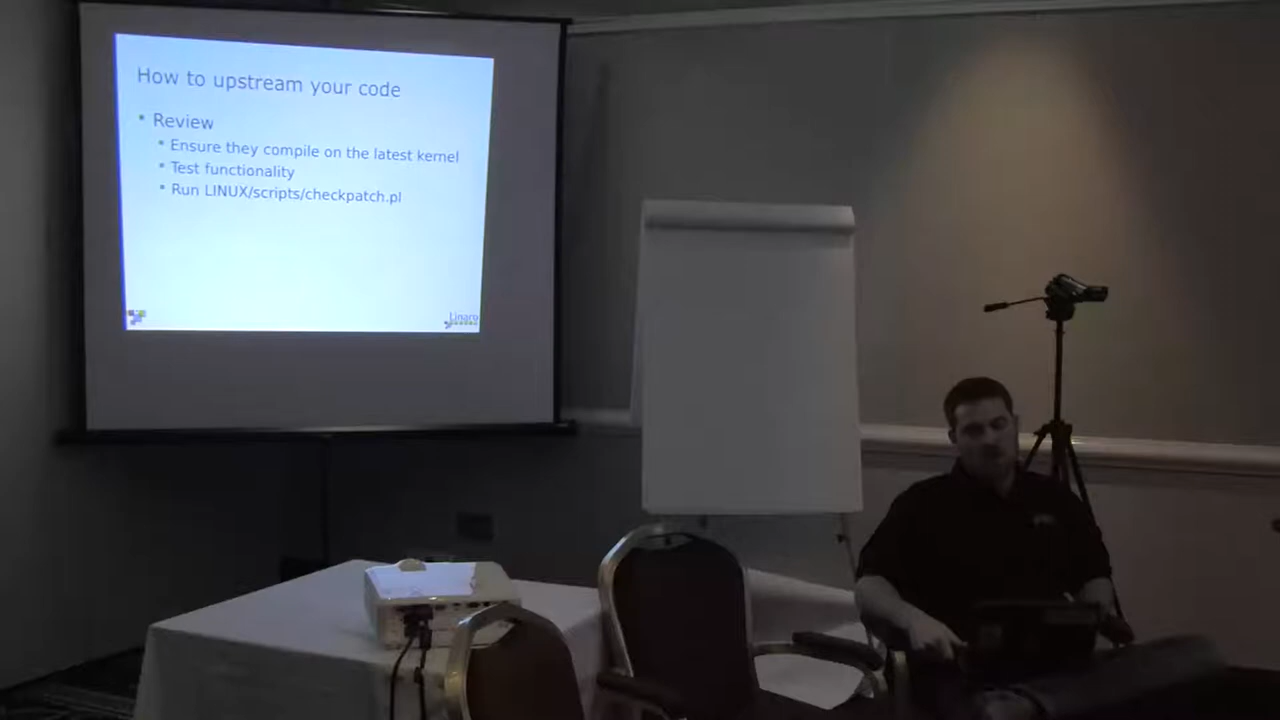 How to upstream your code
Review
Ensure they compile on the latest kernel
Test functionality
Run LINUX/scripts/checkpatch.pl
Linaro